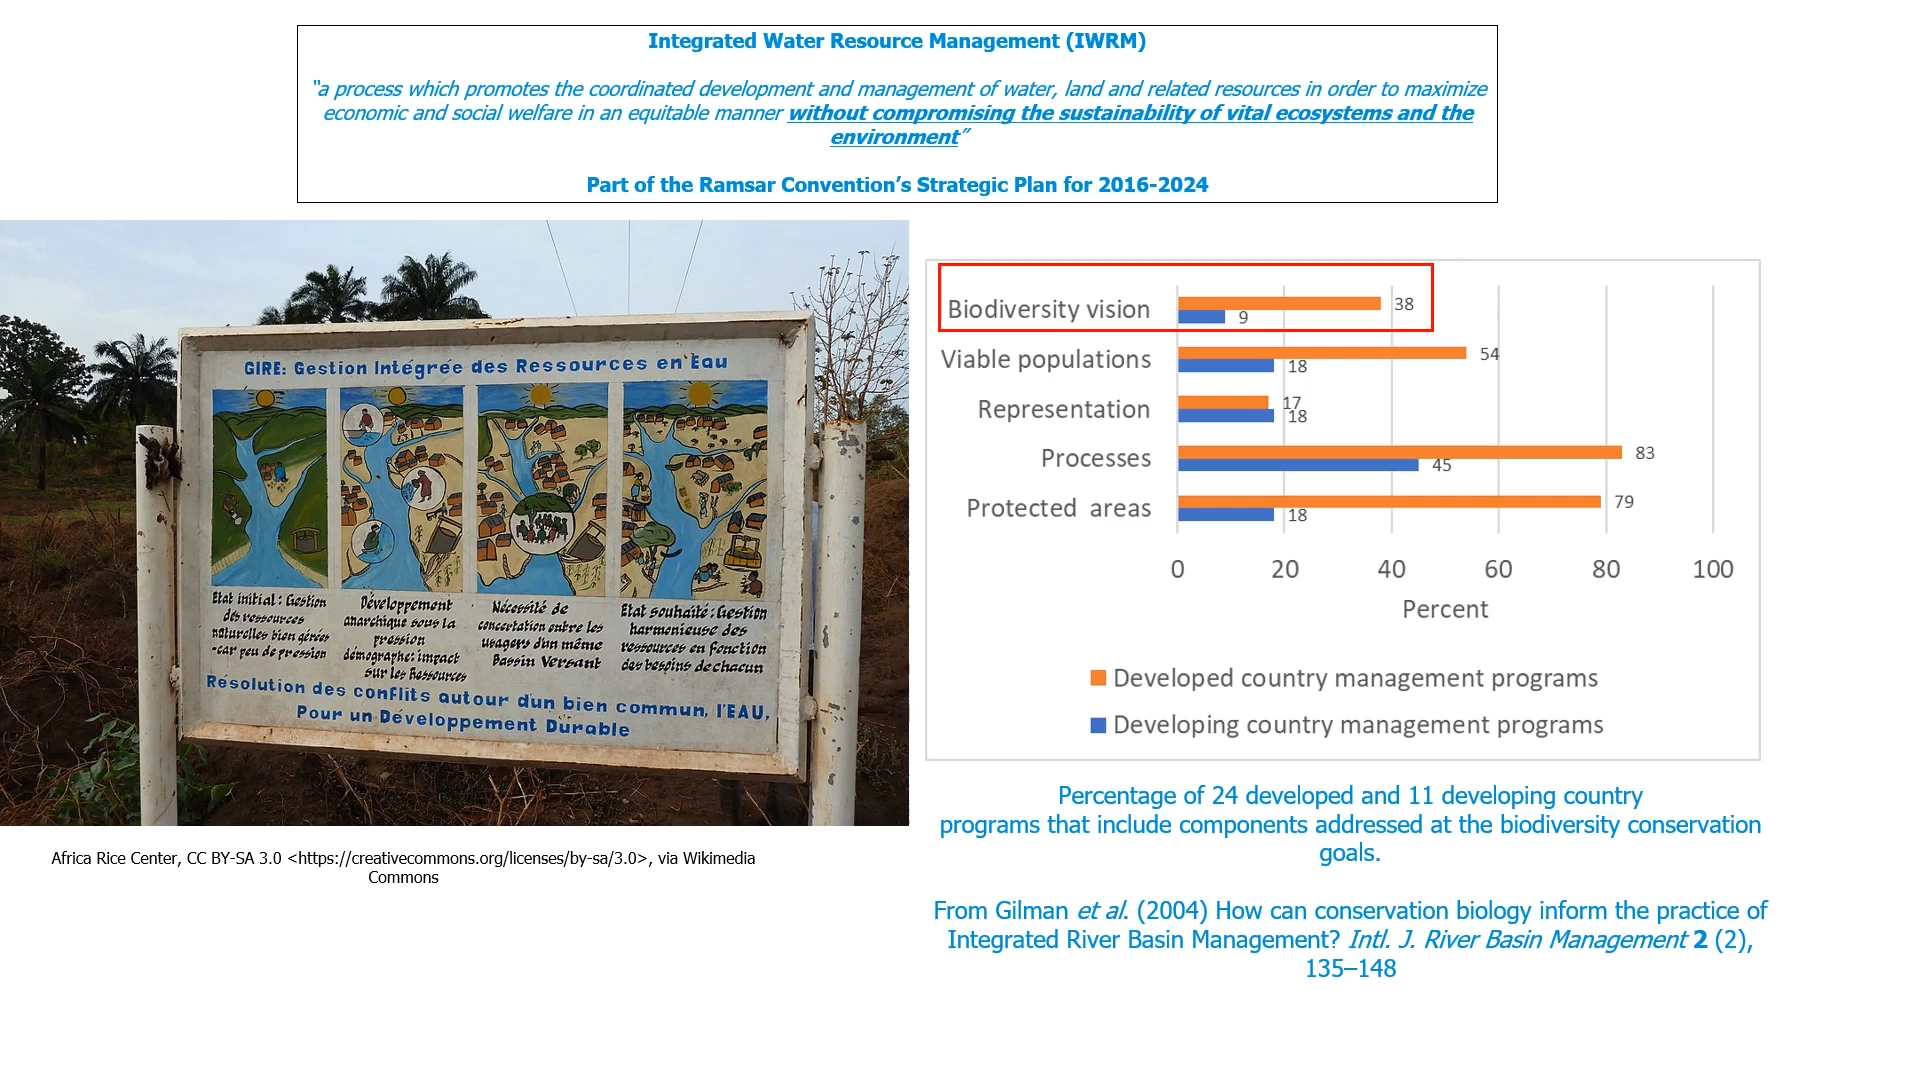 Integrated Water Resource Management (IWRM)
“a process which promotes the coordinated development and management of water, land and related resources in order to maximize
economic and social welfare in an equitable manner without compromising the sustainability of vital ecosystems and the
environment”
Part of the Ramsar Convention’s Strategic Plan for 2016-2024
GIRE: Gestion Intégrée des Ressources en Eau
Etat initial : Gestion
des ressources
naturelles bien gérées
-car peu de pression
Développement
anarchique sous la
pression
démographe: impact
sur les Ressources
Nécessité de
concertation entre les
usagers d'un même
Bassin Versant
Etat souhaité : Gestion
harmonieuse des
ressources en fonction
des besoins de chacun
Résolution des conflits autour d'un bien commun, l'EAU,
Pour un Développement Durable
Africa Rice Center, CC BY-SA 3.0 <https://creativecommons.org/licenses/by-sa/3.0>, via Wikimedia
Commons
Biodiversity vision
38
9
Viable populations
54
18
Representation
17
18
Processes
83
45
Protected areas
79
18
0 20 40 60 80 100
Percent
Developed country management programs
Developing country management programs
Percentage of 24 developed and 11 developing country
programs that include components addressed at the biodiversity conservation
goals.
From Gilman et al. (2004) How can conservation biology inform the practice of
Integrated River Basin Management? Intl. J. River Basin Management 2 (2),
135–148